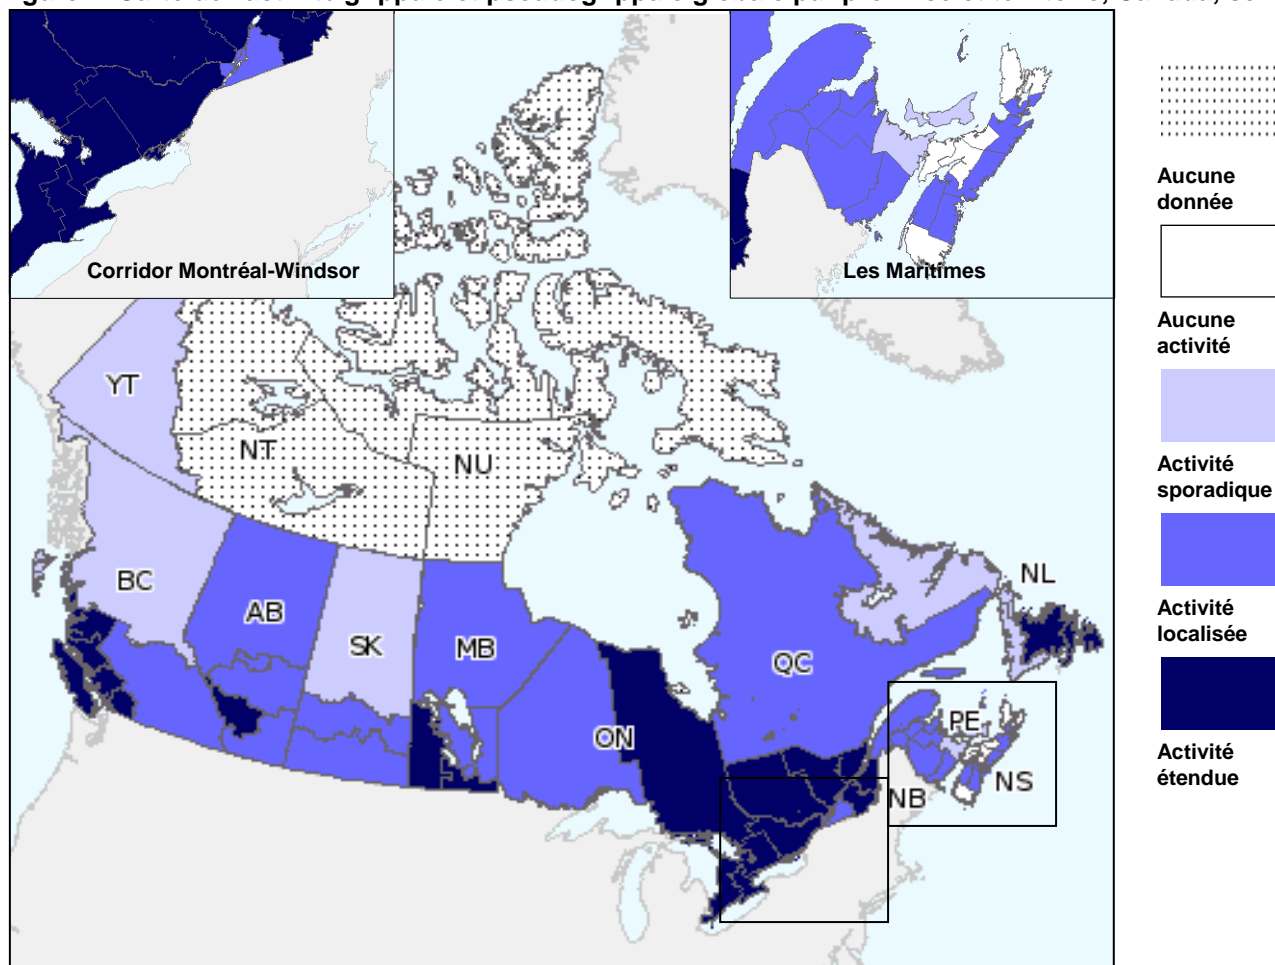 Corridor Montréal-Windsor
Les Maritimes
Aucune
donnée
Aucune
activité
Activité
sporadique
Activité
localisée
Activité
étendue
YT
NT
NU
BC
AB
SK
MB
ON
QC
NL
PE
NB
NS